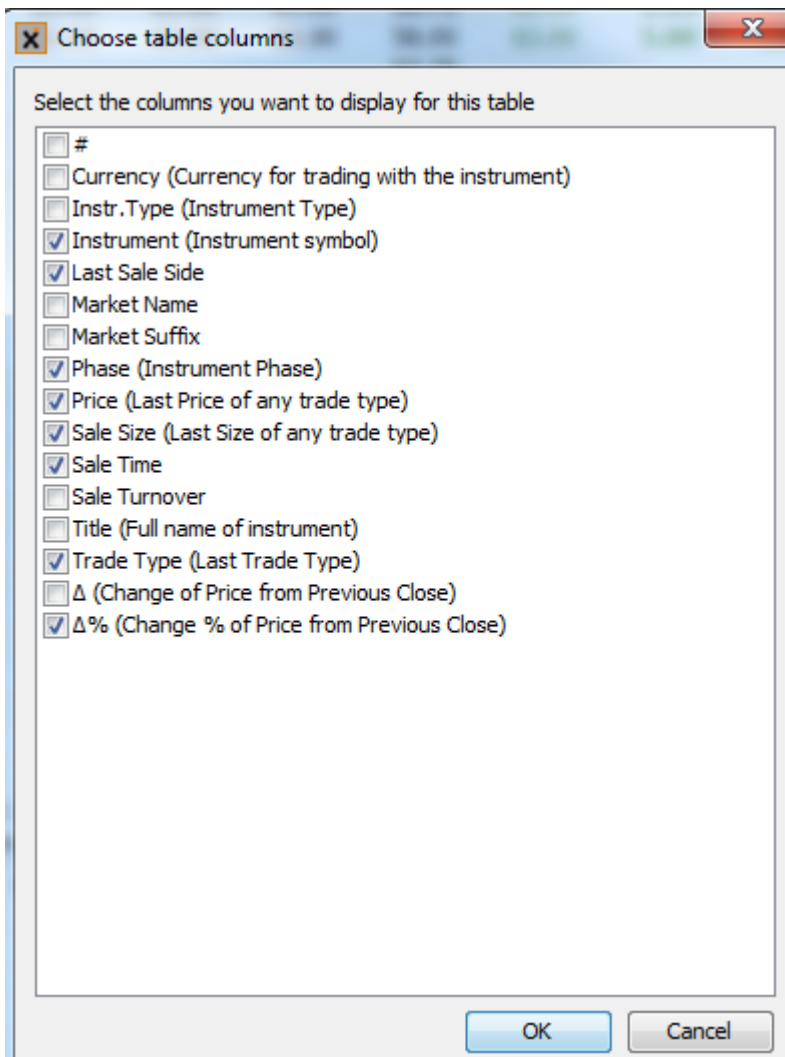 Choose table columns
Select the columns you want to display for this table
#
Currency (Currency for trading with the instrument)
Instr.Type (Instrument Type)
Instrument (Instrument symbol)
Last Sale Side
Market Name
Market Suffix
Phase (Instrument Phase)
Price (Last Price of any trade type)
Sale Size (Last Size of any trade type)
Sale Time
Sale Turnover
Title (Full name of instrument)
Trade Type (Last Trade Type)
Δ (Change of Price from Previous Close)
Δ% (Change % of Price from Previous Close)
OK Cancel